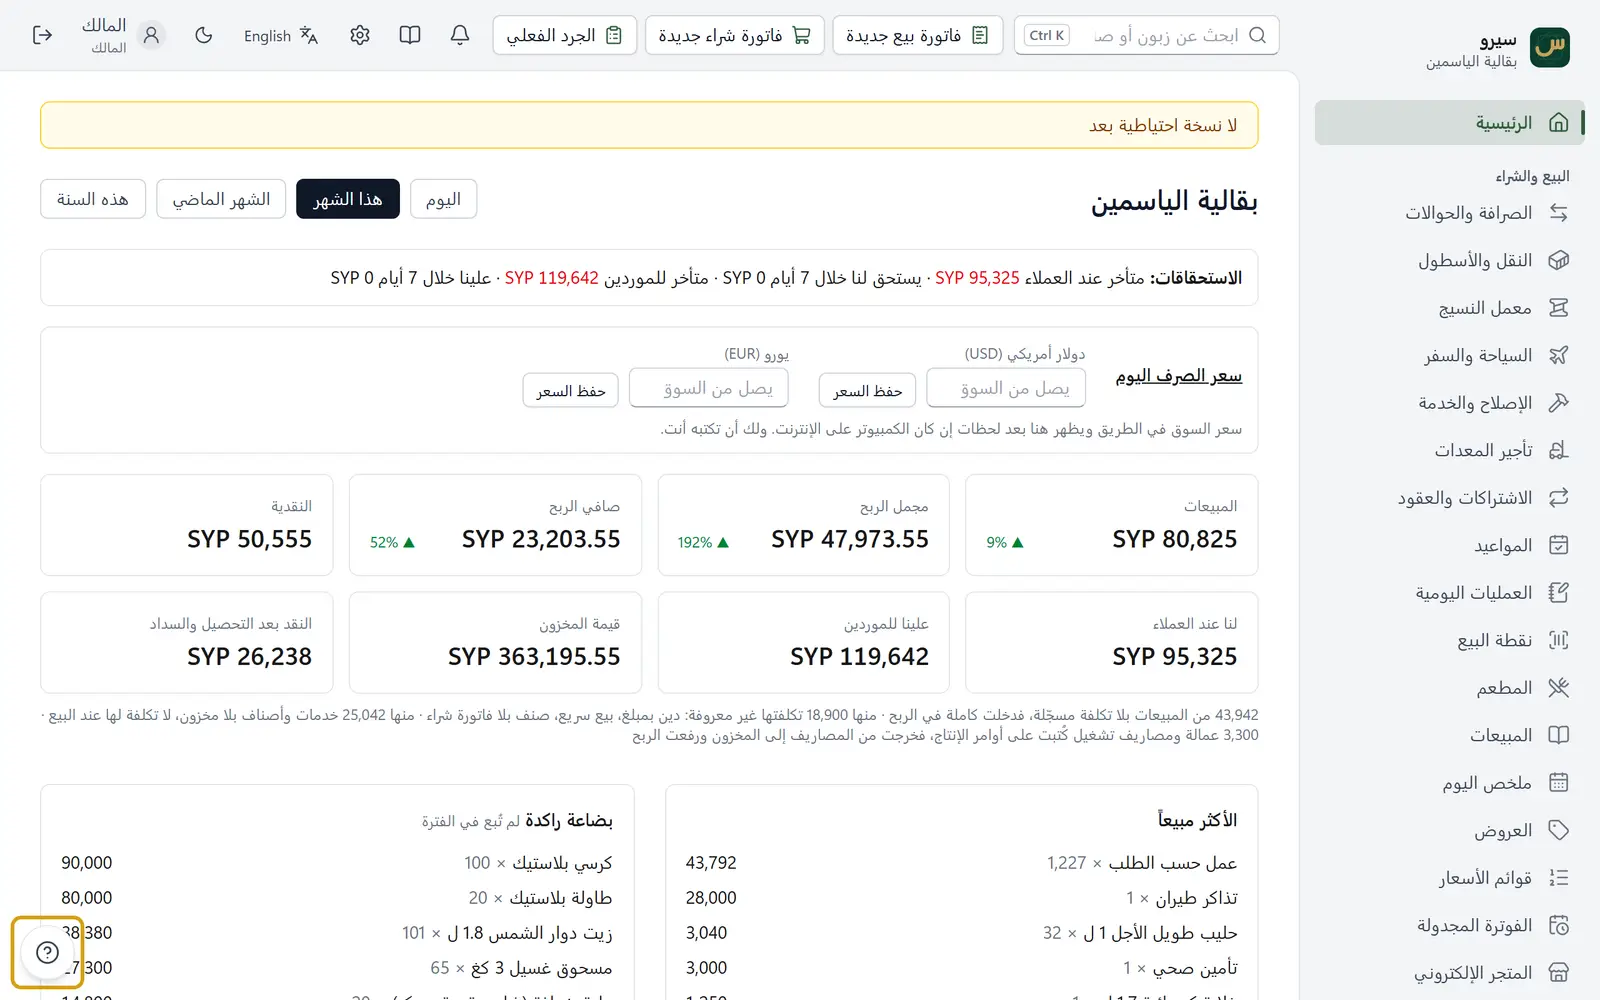 سيرو
بقالية الياسمين
ابحث عن زبون أو صـ
Ctrl K
فاتورة بيع جديدة
فاتورة شراء جديدة
الجرد الفعلي
English
المالك
المالك
الرئيسية
البيع والشراء
الصرافة والحوالات
النقل والأسطول
معمل النسيج
السياحة والسفر
الإصلاح والخدمة
تأجير المعدات
الاشتراكات والعقود
المواعيد
العمليات اليومية
نقطة البيع
المطعم
المبيعات
ملخص اليوم
العروض
قوائم الأسعار
الفوترة المجدولة
المتجر الإلكتروني
لا نسخة احتياطية بعد
بقالية الياسمين
اليوم
هذا الشهر
الشهر الماضي
هذه السنة
الاستحقاقات: متأخر عند العملاء SYP 95,325 · يستحق لنا خلال 7 أيام SYP 0 · متأخر للموردين SYP 119,642 · علينا خلال 7 أيام SYP 0
سعر الصرف اليوم
دولار أمريكي (USD)
يصل من السوق
حفظ السعر
يورو (EUR)
يصل من السوق
حفظ السعر
سعر السوق في الطريق ويظهر هنا بعد لحظات إن كان الكمبيوتر على الإنترنت. ولك أن تكتبه أنت.
المبيعات
SYP 80,825
9% ▲
مجمل الربح
SYP 47,973.55
192% ▲
صافي الربح
SYP 23,203.55
52% ▲
النقدية
SYP 50,555
لنا عند العملاء
SYP 95,325
علينا للموردين
SYP 119,642
قيمة المخزون
SYP 363,195.55
النقد بعد التحصيل والسداد
SYP 26,238
43,942 من المبيعات بلا تكلفة مسجّلة، فدخلت كاملة في الربح · منها 18,900 تكلفتها غير معروفة: دين بمبلغ، بيع سريع، صنف بلا فاتورة شراء · منها 25,042 خدمات وأصناف بلا مخزون، لا تكلفة لها عند البيع ·
3,300 عمالة ومصاريف تشغيل كُتبت على أوامر الإنتاج، فخرجت من المصاريف إلى المخزون ورفعت الربح
الأكثر مبيعاً
عمل حسب الطلب × 1,227
43,792
تذاكر طيران × 1
28,000
حليب طويل الأجل 1 ل × 32
3,040
تأمين صحي × 1
3,000
بضاعة راكدة لم تُبع في الفترة
كرسي بلاستيك × 100
90,000
طاولة بلاستيك × 20
80,000
زيت دوار الشمس 1.8 ل × 101
38,380
مسحوق غسيل 3 كغ × 65
27,300